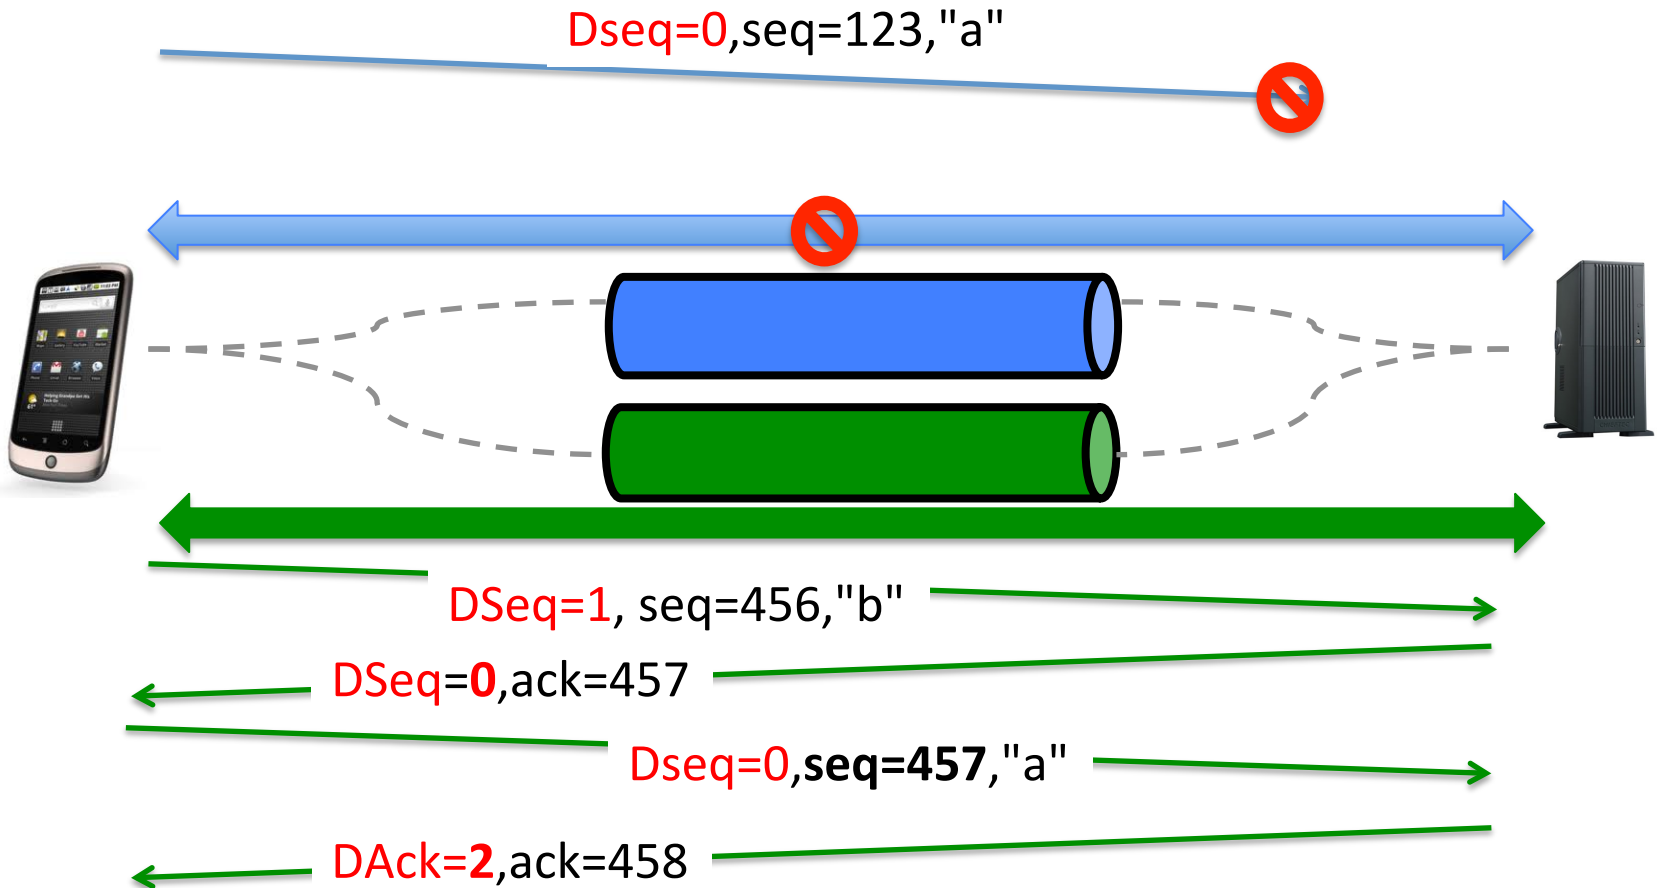 Dseq=0,seq=123,"a"
DSeq=1, seq=456,"b"
DSeq=0,ack=457
Dseq=0,seq=457,"a"
DAck=2,ack=458